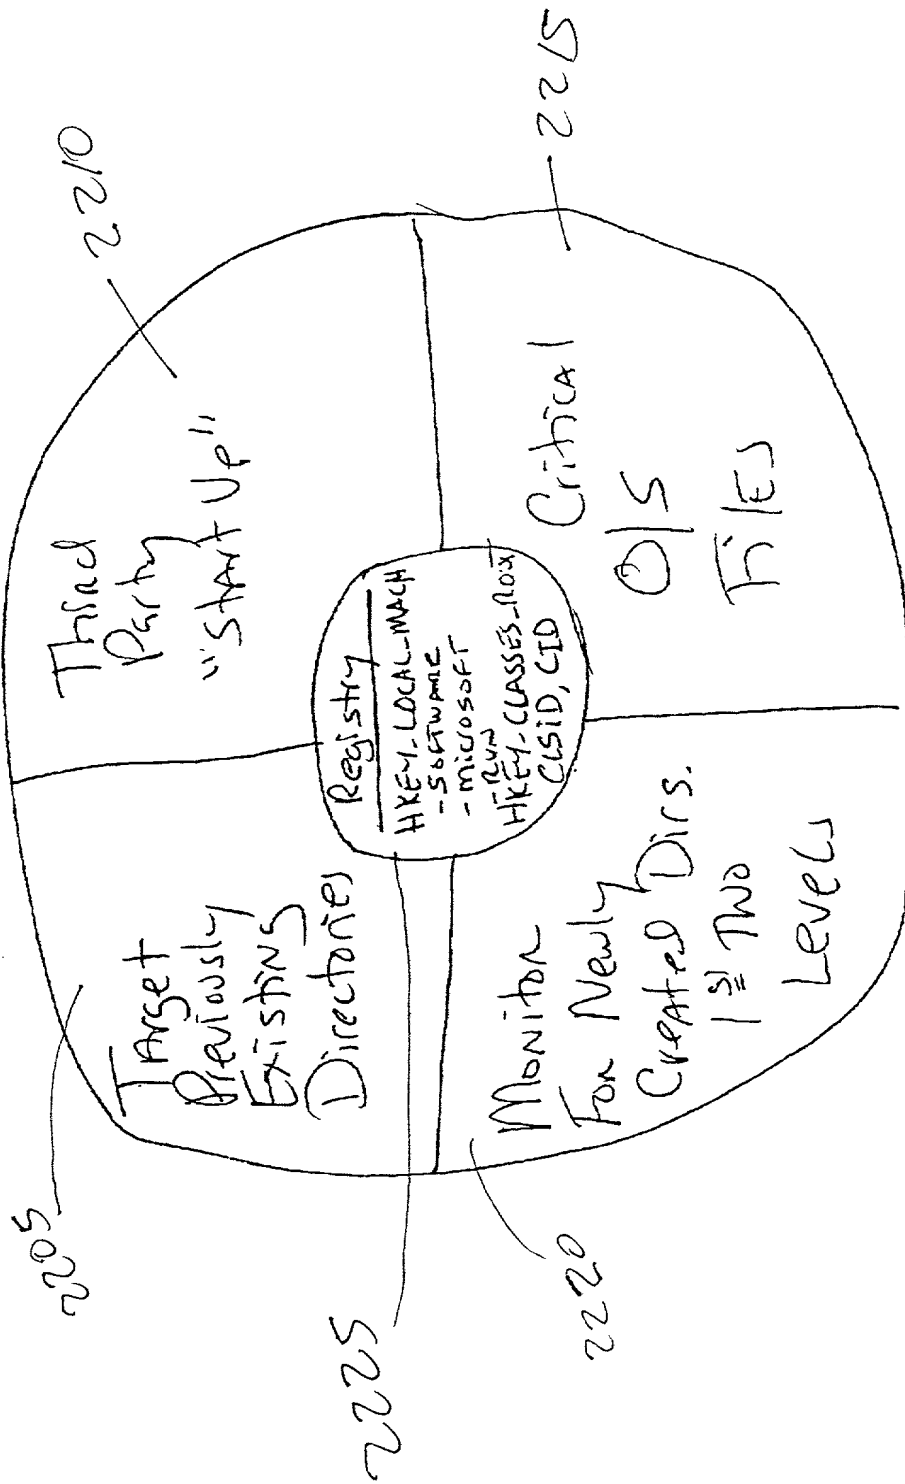 2205
Target
Previously
Existing
Directories
2210
Third
Party
"Start Up"
2225
Registry
HKEY_LOCAL_MACH
- SOFTWARE
- MICROSOFT
- RUN
HKEY_CLASSES_ROOT
CLSID, CID
2220
Monitor
For Newly
Created Dirs.
1st Two
Levels
2215
Critical
O/S
Files